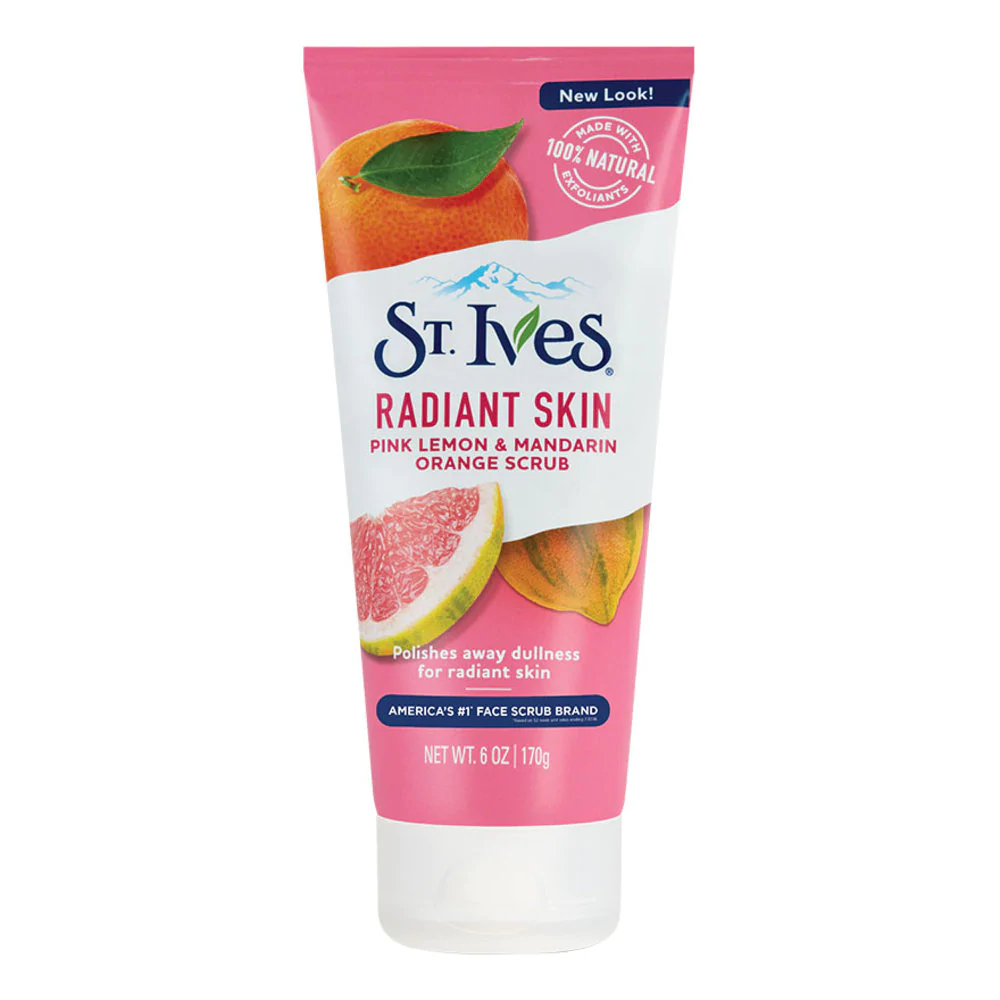 New Look!
MADE WITH
100% NATURAL
EXFOLIANTS
ST. IVES®
RADIANT SKIN
PINK LEMON & MANDARIN
ORANGE SCRUB
Polishes away dullness
for radiant skin
AMERICA'S #1* FACE SCRUB BRAND
NET WT. 6 OZ | 170g